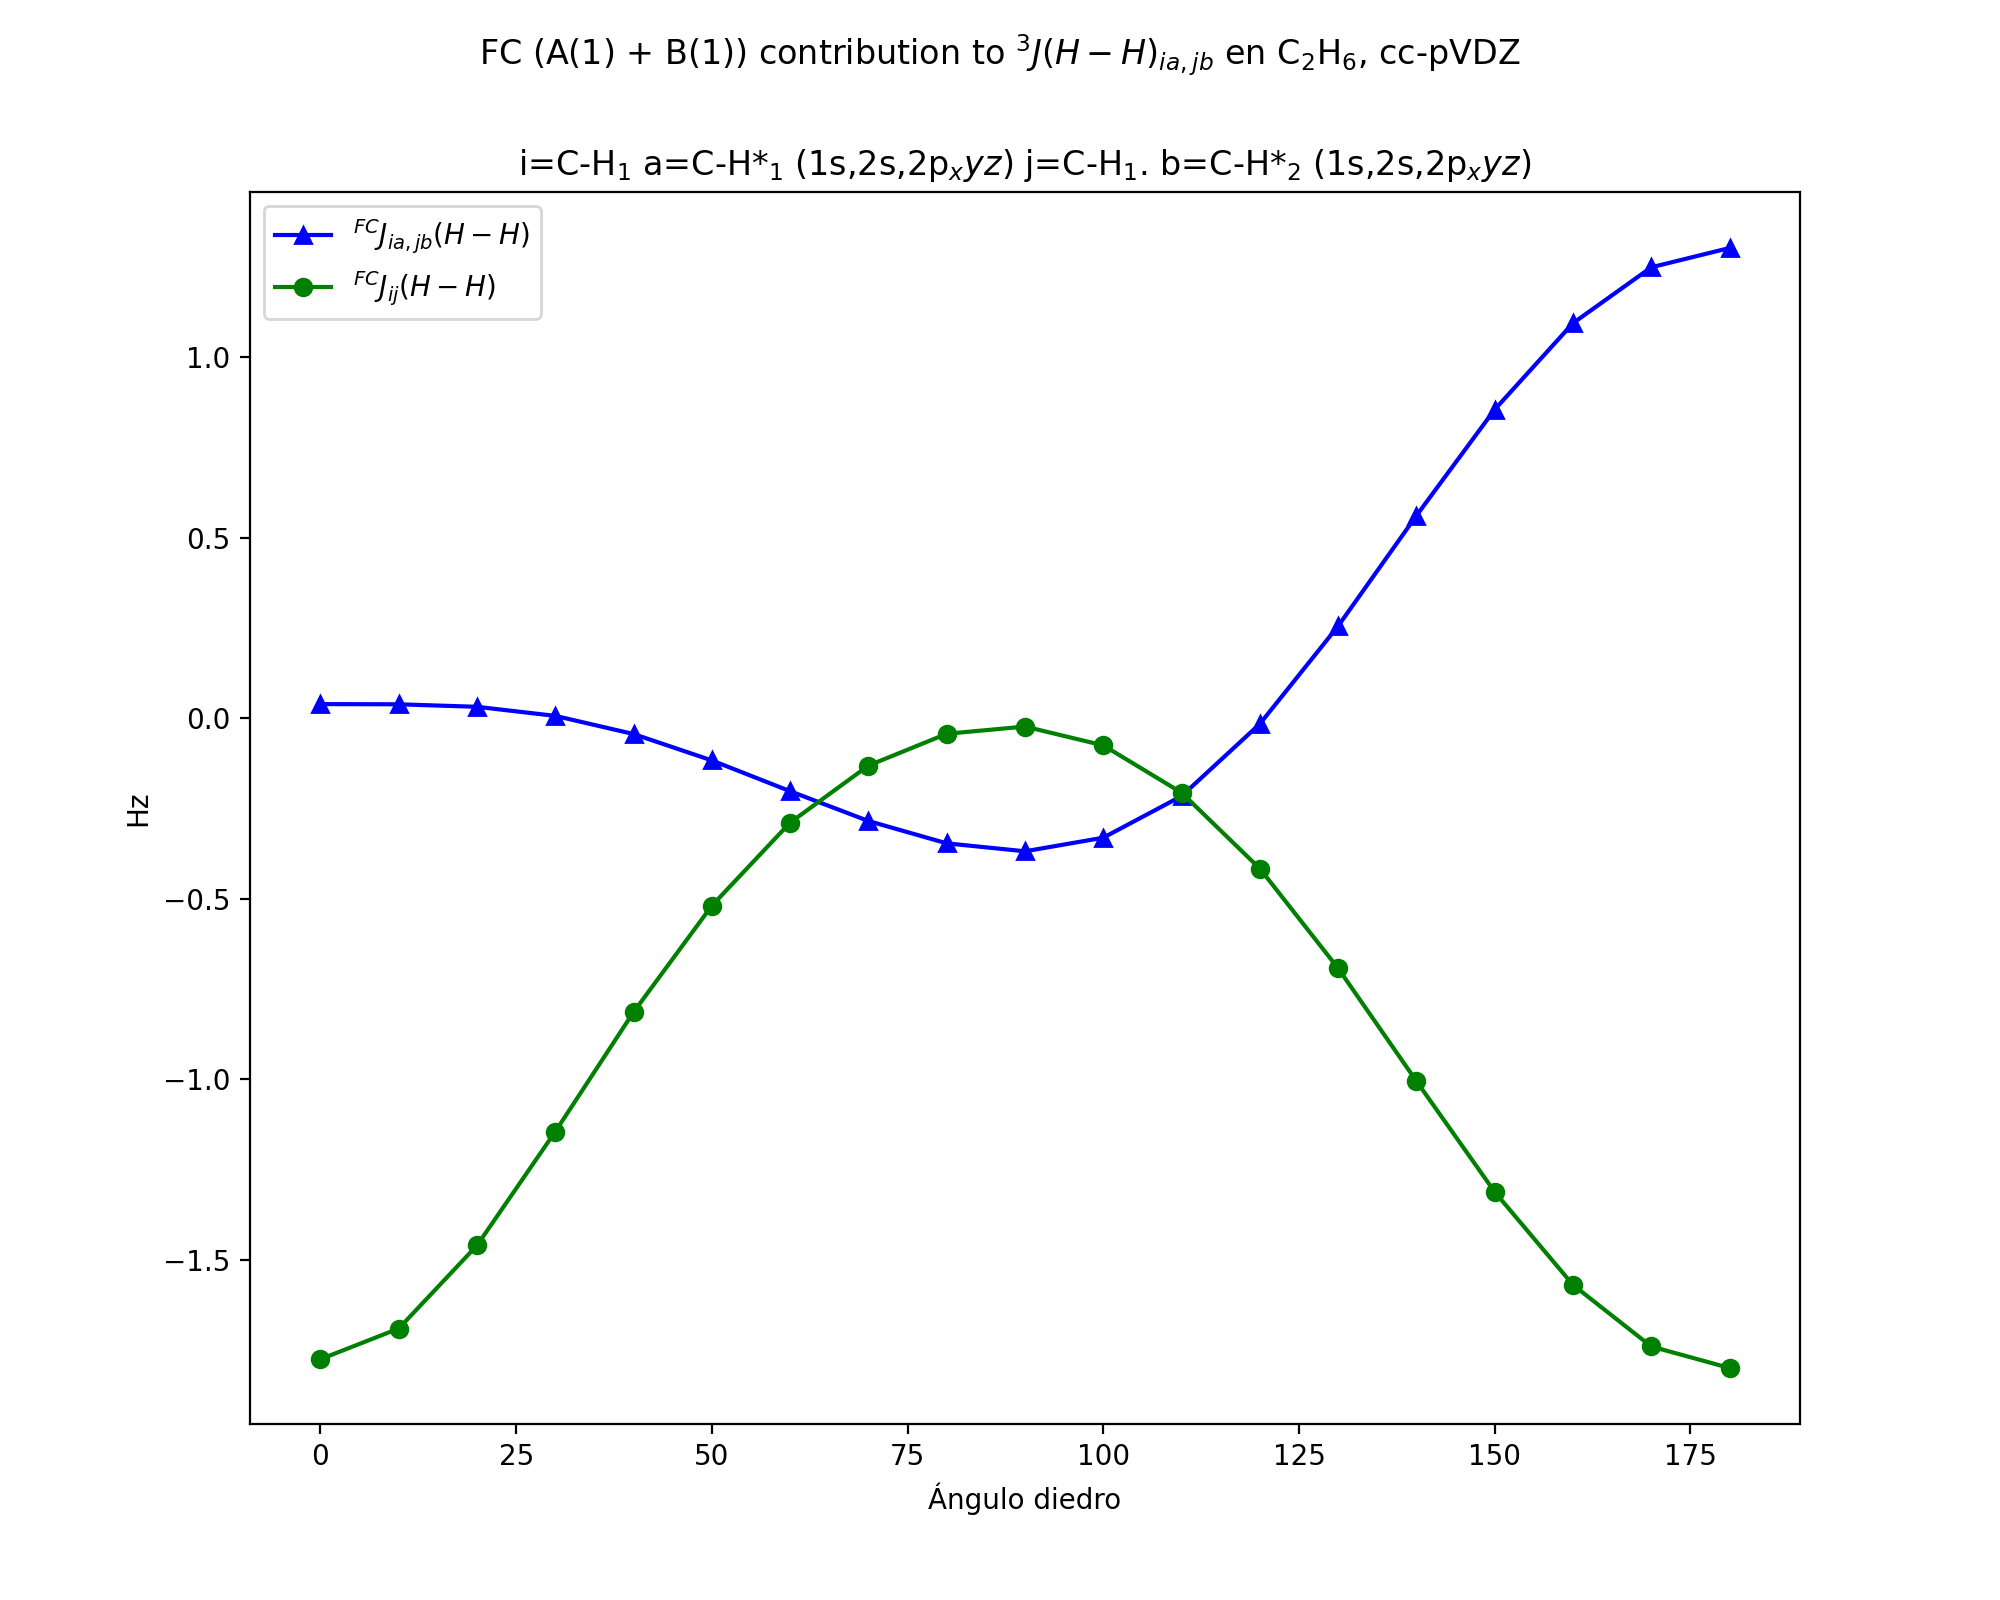 FC (A(1) + B(1)) contribution to ³J(H − H)ᵢₐ,ⱼb en C₂H₆, cc-pVDZ
i=C-H₁ a=C-H*₁ (1s,2s,2pₓyz) j=C-H₁. b=C-H*₂ (1s,2s,2pₓyz)
ᶠᶜJᵢₐ,ⱼb(H − H)
ᶠᶜJᵢⱼ(H − H)
1.0
0.5
0.0
−0.5
−1.0
−1.5
Hz
0 25 50 75 100 125 150 175
Ángulo diedro